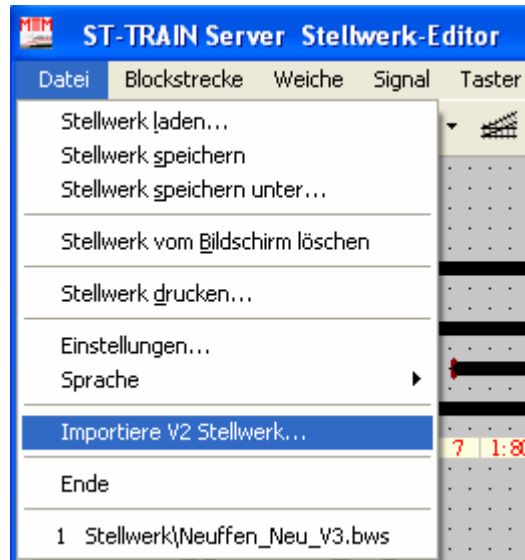 ST-TRAIN Server Stellwerk-Editor
Datei Blockstrecke Weiche Signal Taster
Stellwerk laden...
Stellwerk speichern
Stellwerk speichern unter...
Stellwerk vom Bildschirm löschen
Stellwerk drucken...
Einstellungen...
Sprache
Importiere V2 Stellwerk...
7 1:80
Ende
1 Stellwerk\Neuffen_Neu_V3.bws